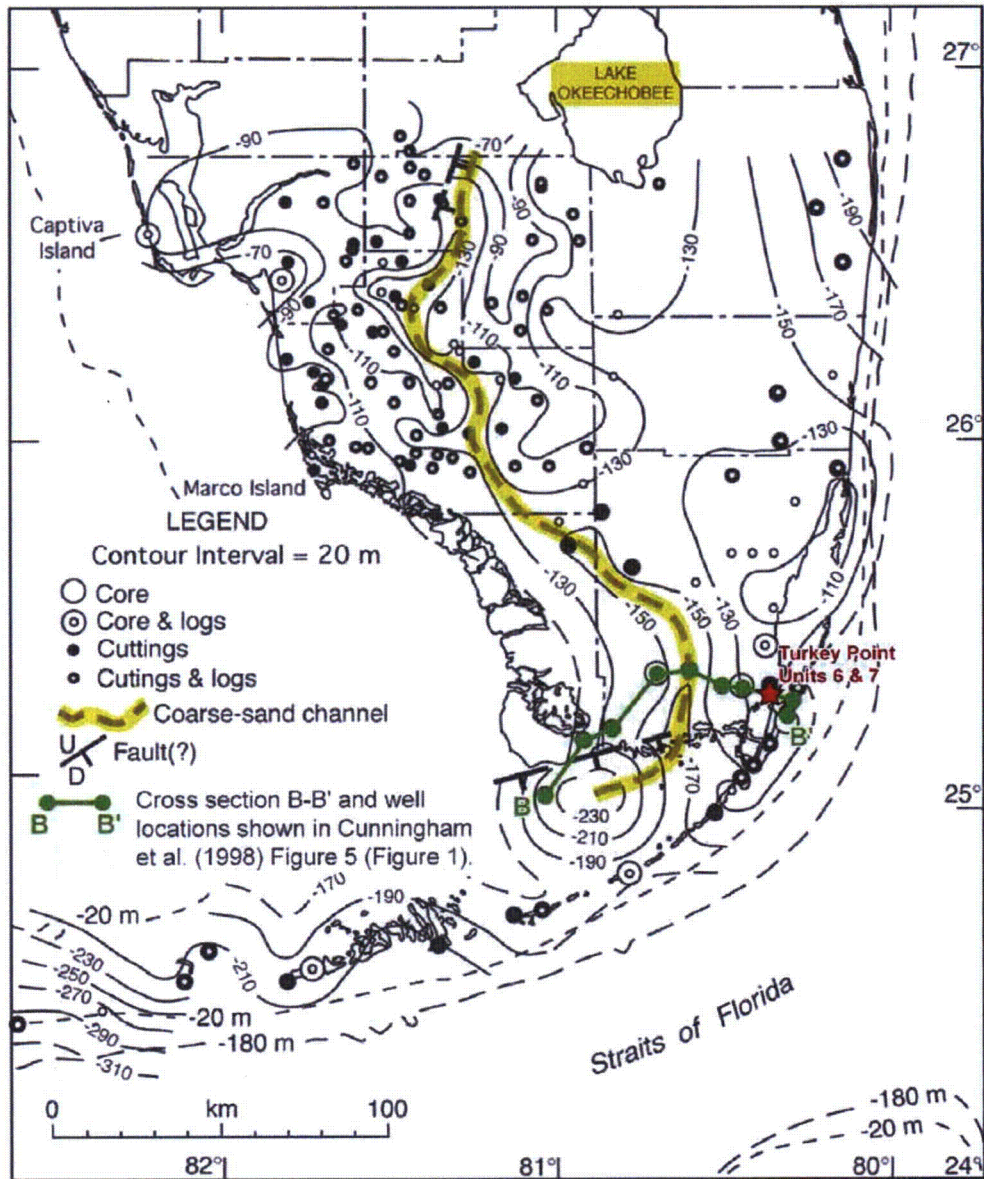 27°
LAKE
OKEECHOBEE
-90
-70
-190
Captiva
Island
-90
-130
-130
-70
-130
-90
-170
-90
-150
-110
-110
-110
-110
26°
-130
-130
Marco Island
LEGEND
Contour Interval = 20 m
-130
-110
Core
Core & logs
Cuttings
Cutings & logs
Coarse-sand channel
U
D
Fault(?)
-150
-150
-130
Turkey Point
Units 6 & 7
B'
-170
B
25°
B B'
Cross section B-B' and well
locations shown in Cunningham
et al. (1998) Figure 5 (Figure 1).
-230
-210
-190
-170
-190
-20 m
-230
-210
-250
-270
-20 m
-290
-180 m
-310
Straits of Florida
0 km 100
-180 m
-20 m
82° 81° 80° 24°